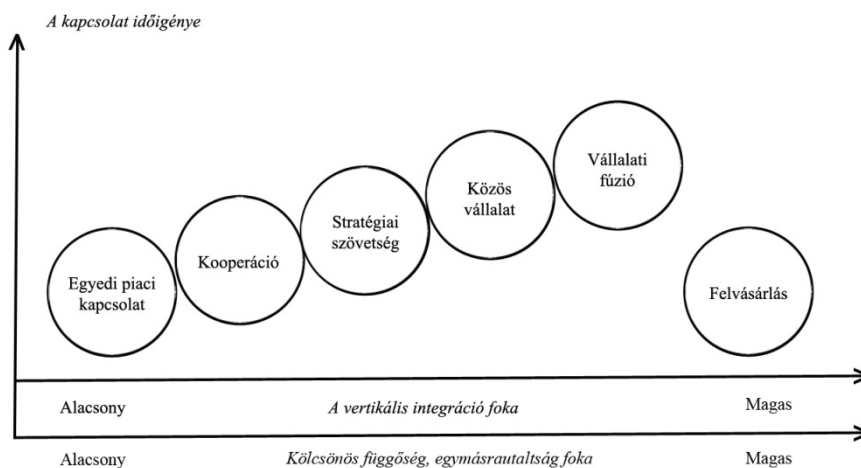 A kapcsolat időigénye
Vállalati
fúzió
Közös
vállalat
Stratégiai
szövetség
Kooperáció
Egyedi piaci
kapcsolat
Felvásárlás
Alacsony A vertikális integráció foka Magas
Alacsony Kölcsönös függőség, egymásrautaltság foka Magas